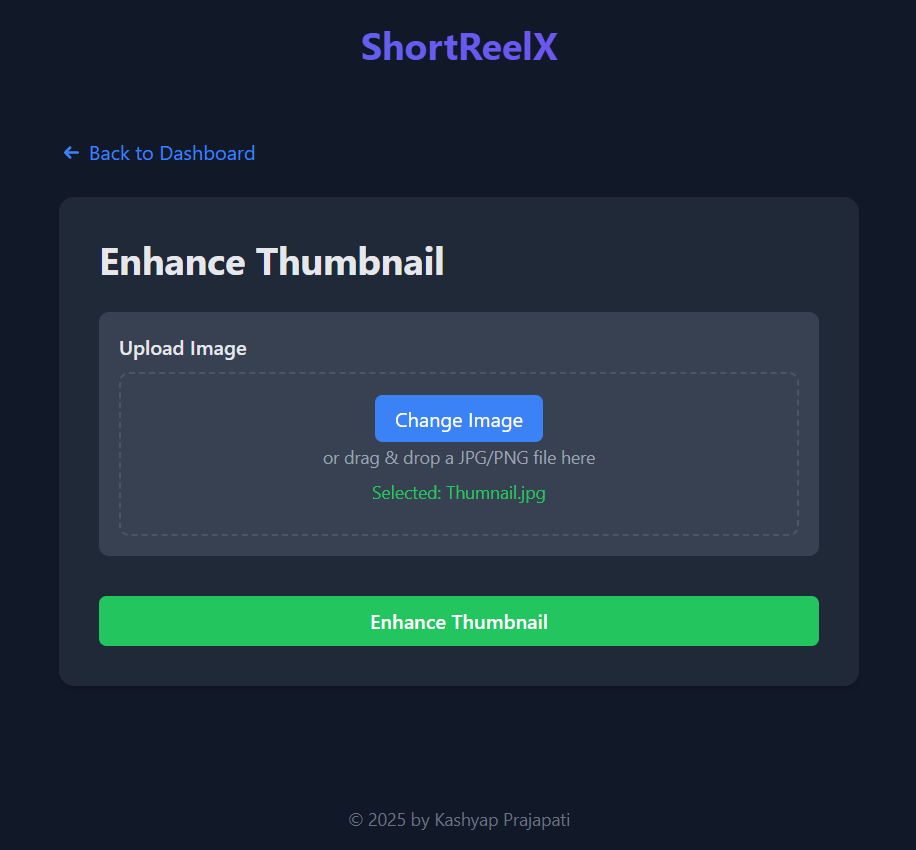 ShortReelX
← Back to Dashboard
Enhance Thumbnail
Upload Image
Change Image
or drag & drop a JPG/PNG file here
Selected: Thumnail.jpg
Enhance Thumbnail
© 2025 by Kashyap Prajapati